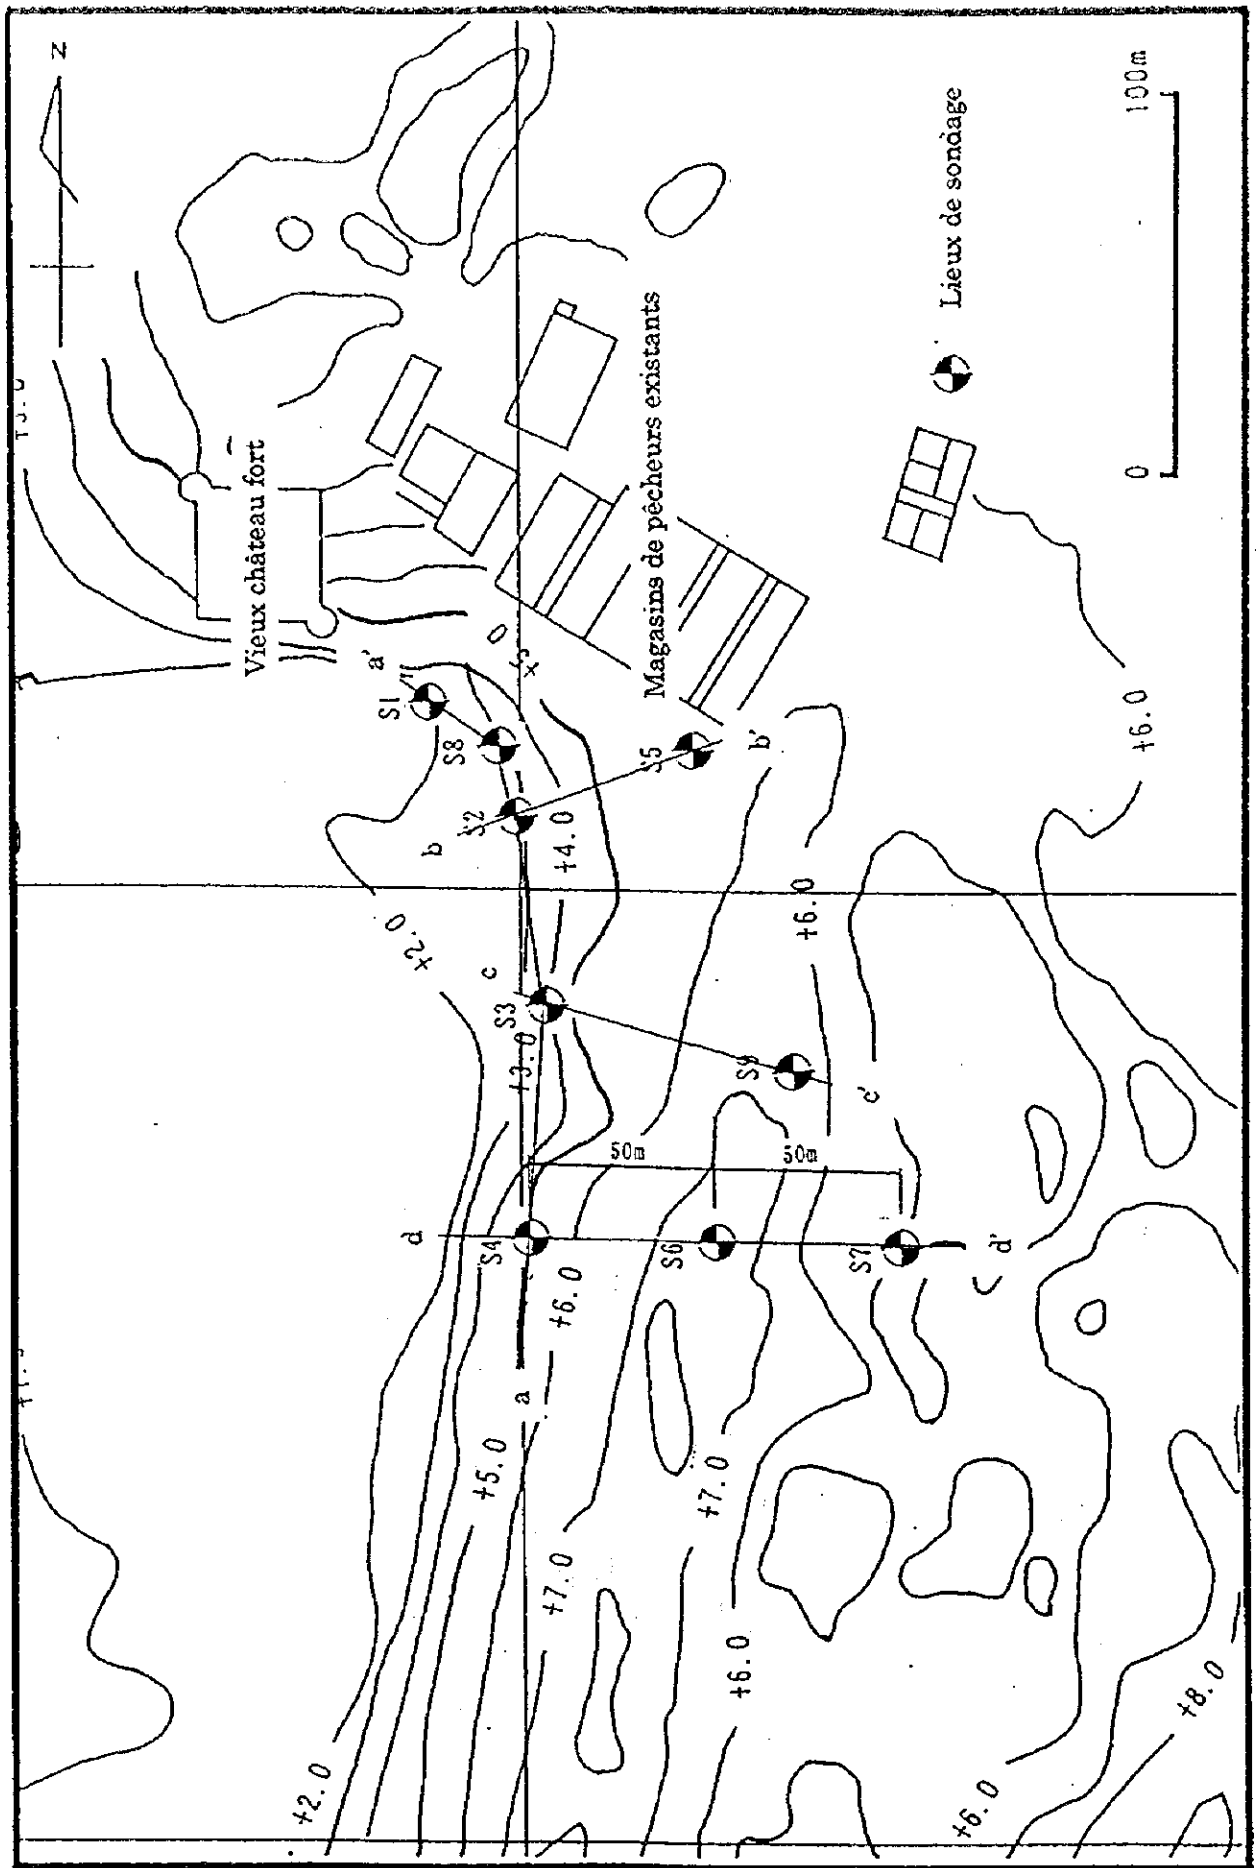 N
Vieux château fort
Magasins de pêcheurs existants
Lieux de sondage
100m
0
a'
S1
S8
S2
S5
b'
b
+4.0
+2.0
+6.0
+6.0
c
S3
+3.0
S9
c'
50m
50m
d
S4
S6
S7
d'
a
+6.0
+5.0
+7.0
+7.0
+6.0
+2.0
+6.0
+8.0